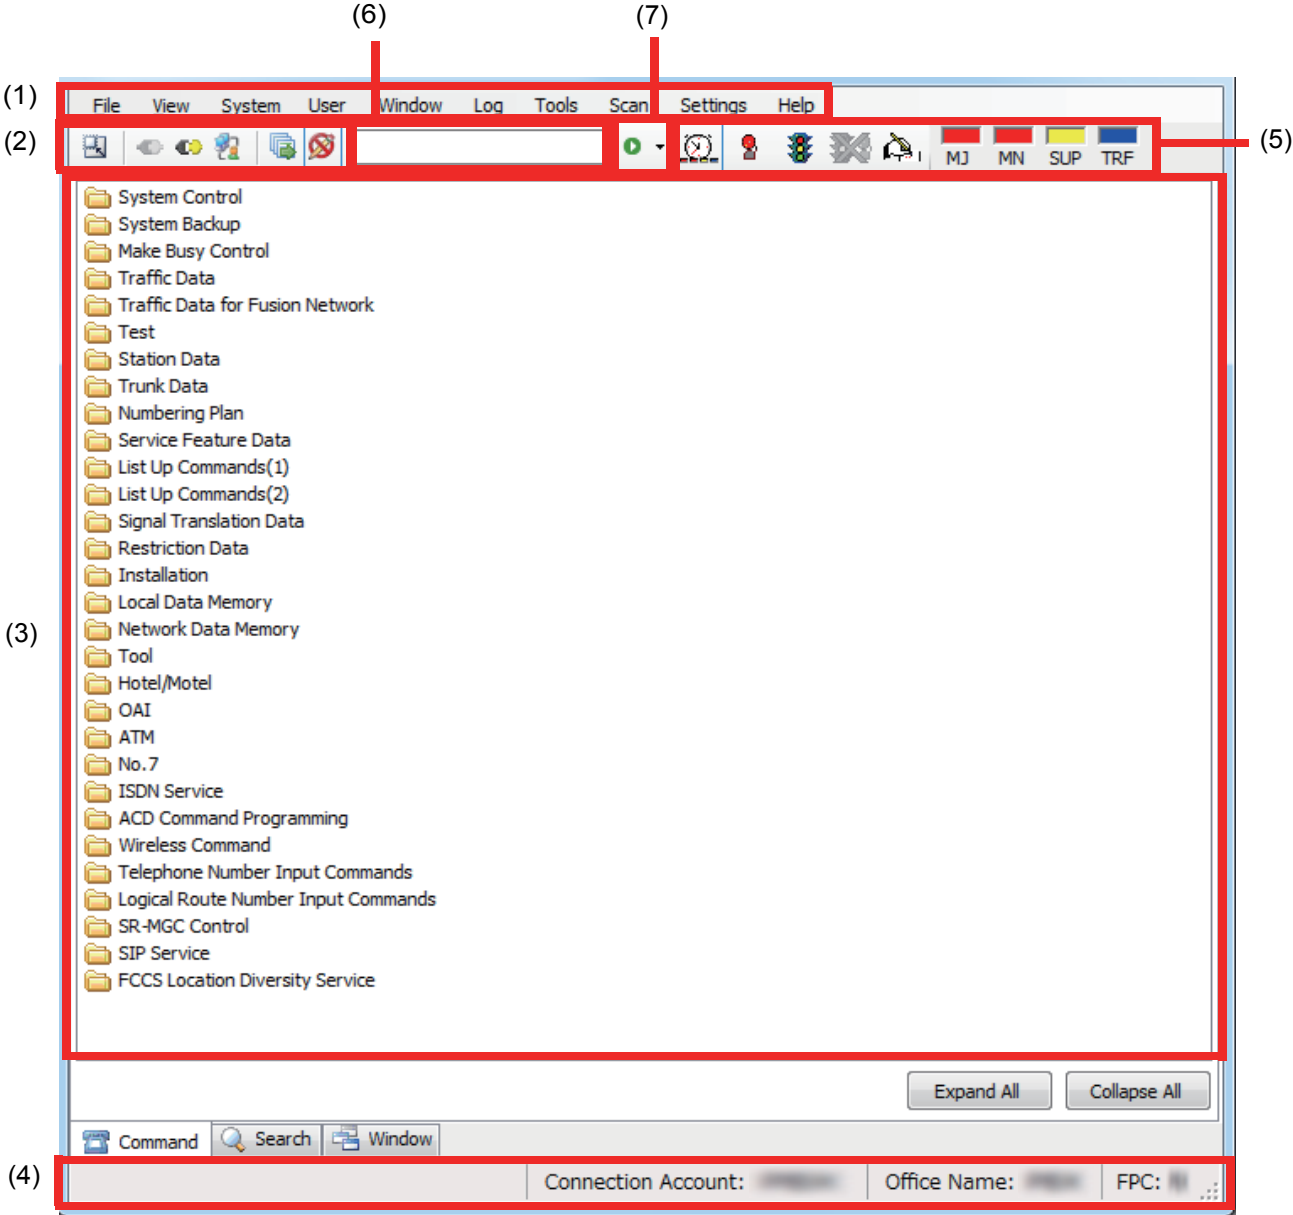 (6) (7)
(1) File View System User Window Log Tools Scan Settings Help
(2) MJ MN SUP TRF (5)
System Control
System Backup
Make Busy Control
Traffic Data
Traffic Data for Fusion Network
Test
Station Data
Trunk Data
Numbering Plan
Service Feature Data
List Up Commands(1)
List Up Commands(2)
Signal Translation Data
Restriction Data
Installation
Local Data Memory
(3) Network Data Memory
Tool
Hotel/Motel
OAI
ATM
No.7
ISDN Service
ACD Command Programming
Wireless Command
Telephone Number Input Commands
Logical Route Number Input Commands
SR-MGC Control
SIP Service
FCCS Location Diversity Service
Expand All Collapse All
Command Search Window
(4) Connection Account: Office Name: FPC: